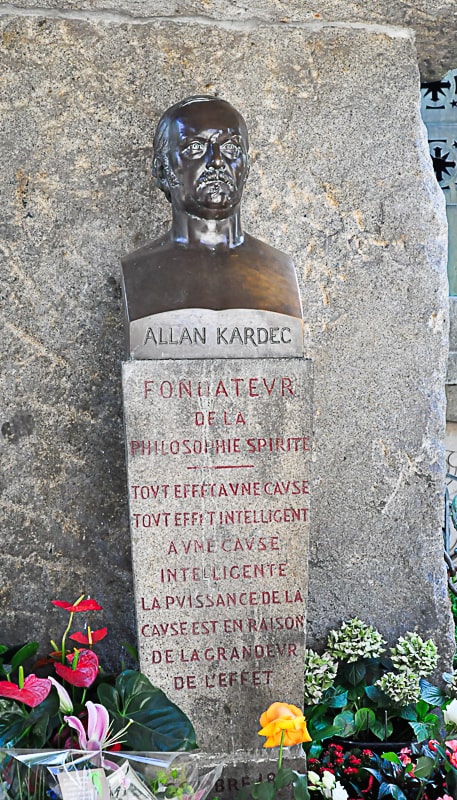 ALLAN KARDEC
FONDATEVR
DE LA
PHILOSOPHIE SPIRITE
TOVT EFFET A VNE CAVSE
TOVT EFFET INTELLIGENT
A VNE CAVSE
INTELLIGENTE
LA PVISSANCE DE LA
CAVSE EST EN RAISON
DE LA GRANDEVR
DE L'EFFET